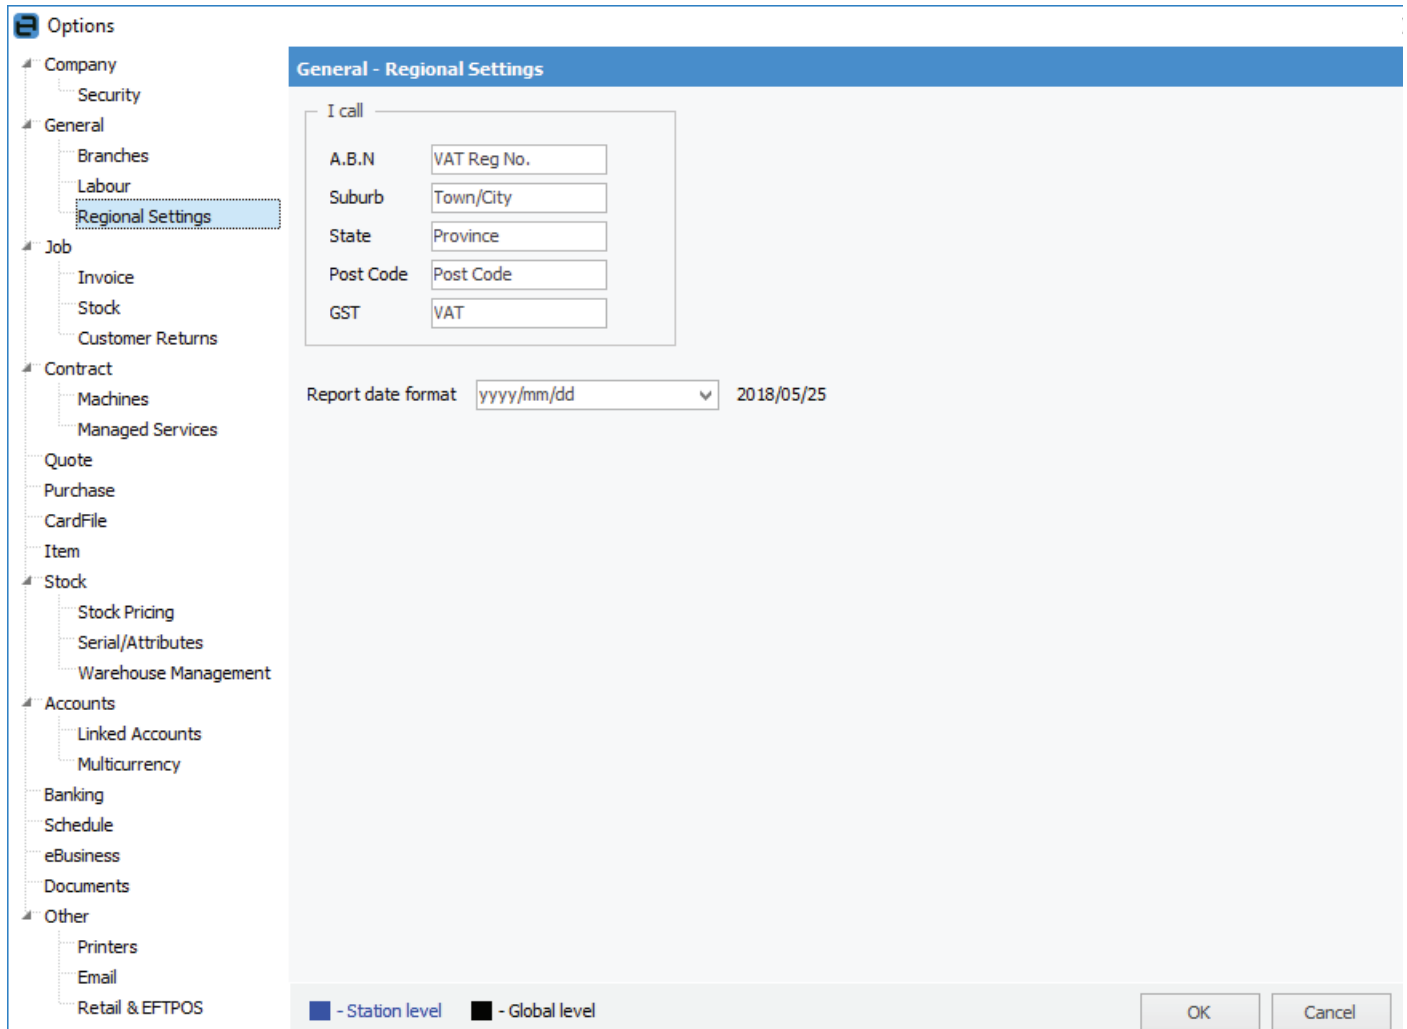 Options
Company
Security
General
Branches
Labour
Regional Settings
Job
Invoice
Stock
Customer Returns
Contract
Machines
Managed Services
Quote
Purchase
CardFile
Item
Stock
Stock Pricing
Serial/Attributes
Warehouse Management
Accounts
Linked Accounts
Multicurrency
Banking
Schedule
eBusiness
Documents
Other
Printers
Email
Retail & EFTPOS
General - Regional Settings
I call
A.B.N VAT Reg No.
Suburb Town/City
State Province
Post Code Post Code
GST VAT
Report date format yyyy/mm/dd 2018/05/25
- Station level - Global level
OK Cancel